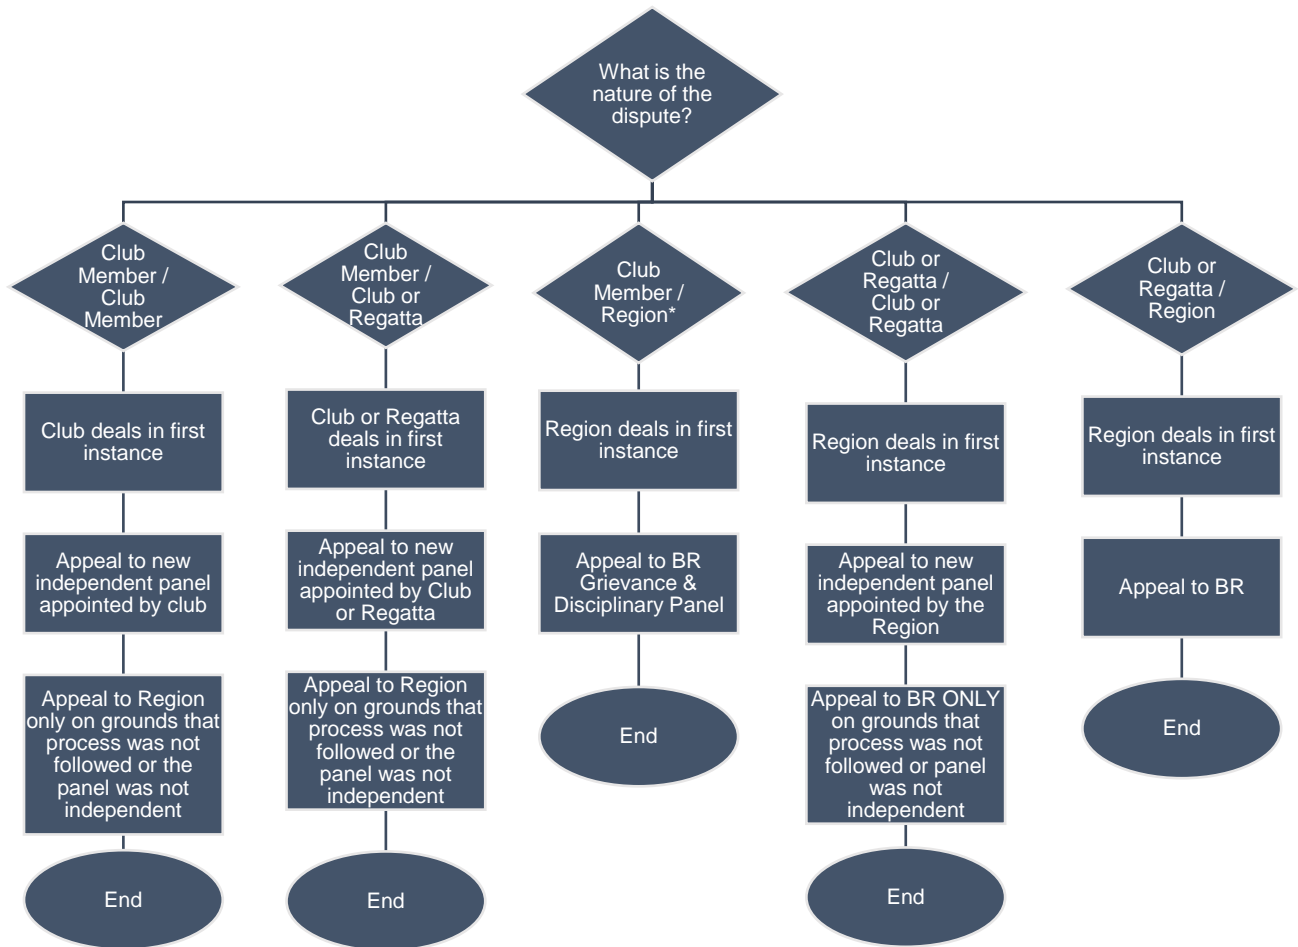 What is the
nature of the
dispute?
Club
Member /
Club
Member
Club
Member /
Club or
Regatta
Club
Member /
Region*
Club or
Regatta /
Club or
Regatta
Club or
Regatta /
Region
Club deals in first
instance
Club or Regatta
deals in first
instance
Region deals in first
instance
Region deals in first
instance
Region deals in first
instance
Appeal to new
independent panel
appointed by club
Appeal to new
independent panel
appointed by Club
or Regatta
Appeal to BR
Grievance &
Disciplinary Panel
Appeal to new
independent panel
appointed by the
Region
Appeal to BR
Appeal to Region
only on grounds that
process was not
followed or the
panel was not
independent
Appeal to Region
only on grounds that
process was not
followed or the
panel was not
independent
End
Appeal to BR ONLY
on grounds that
process was not
followed or panel
was not
independent
End
End
End
End